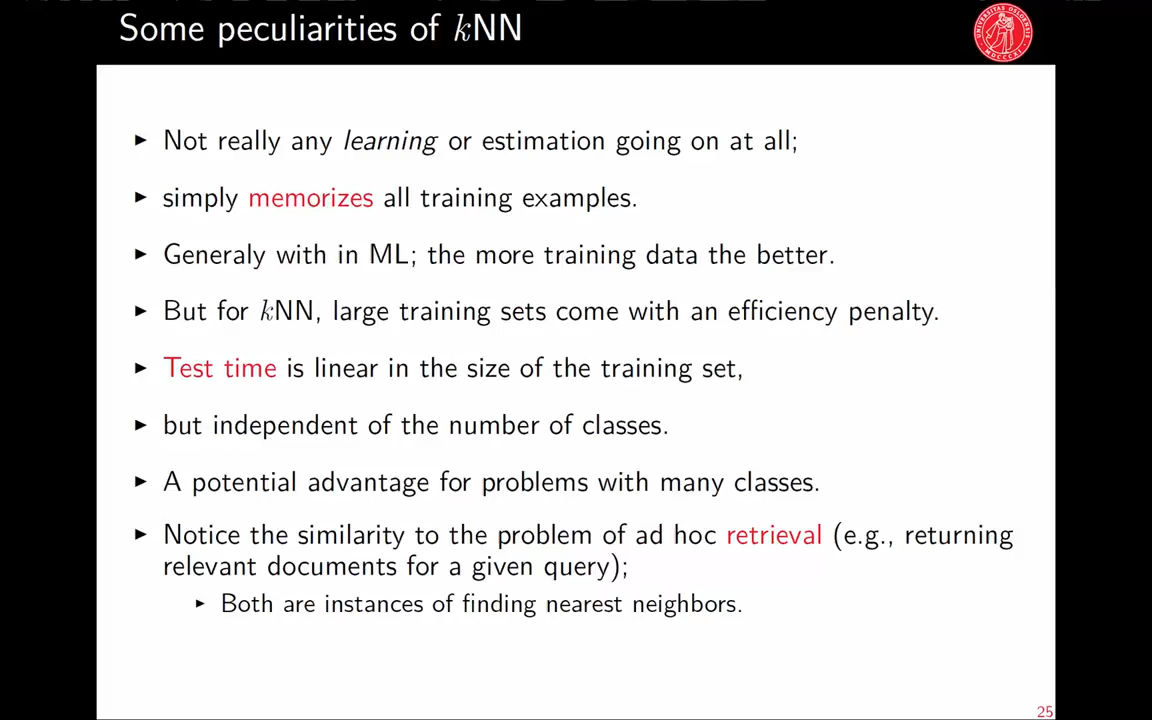 Some peculiarities of kNN
UNIVERSITAS OSLOENSIS
MDCCCXI
► Not really any learning or estimation going on at all;
► simply memorizes all training examples.
► Generaly with in ML; the more training data the better.
► But for kNN, large training sets come with an efficiency penalty.
► Test time is linear in the size of the training set,
► but independent of the number of classes.
► A potential advantage for problems with many classes.
► Notice the similarity to the problem of ad hoc retrieval (e.g., returning
relevant documents for a given query);
► Both are instances of finding nearest neighbors.
25